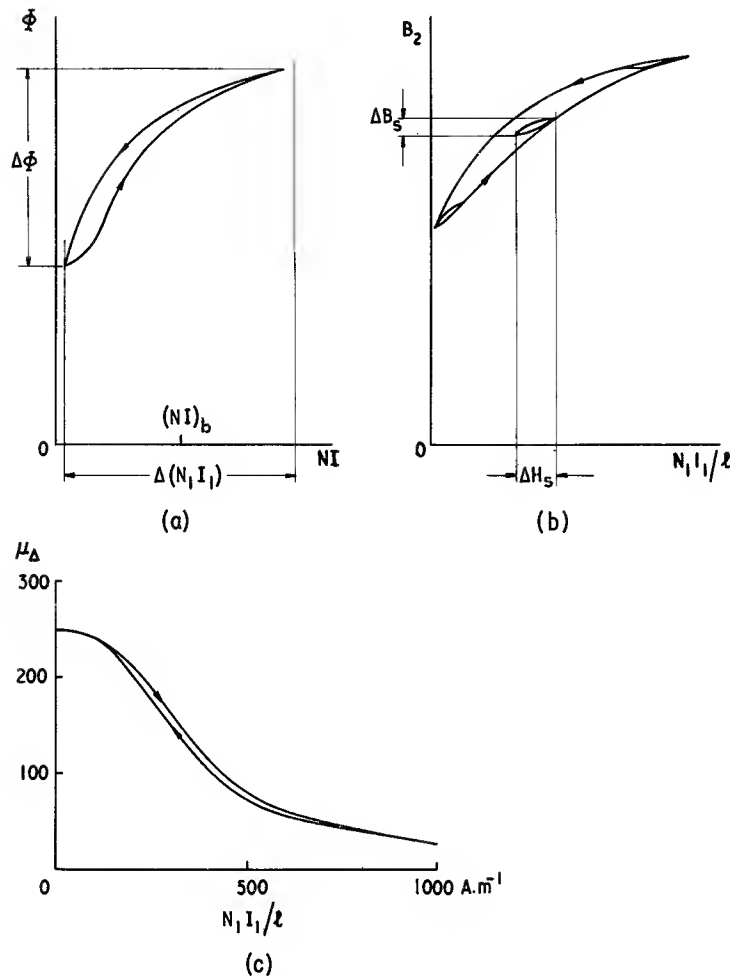 Φ
ΔΦ
0
(NI)b
NI
Δ(N₁I₁)
(a)
B₂
ΔBs
0
N₁I₁/ℓ
ΔHs
(b)
μΔ
300
200
100
0
500
1000 A.m⁻¹
N₁I₁/ℓ
(c)